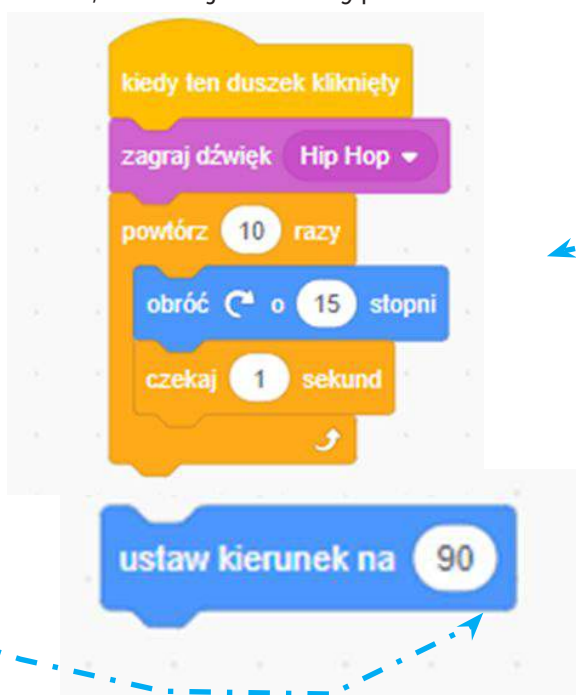 kiedy ten duszek kliknięty
zagraj dźwięk Hip Hop
powtórz 10 razy
obróć o 15 stopni
czekaj 1 sekund
ustaw kierunek na 90